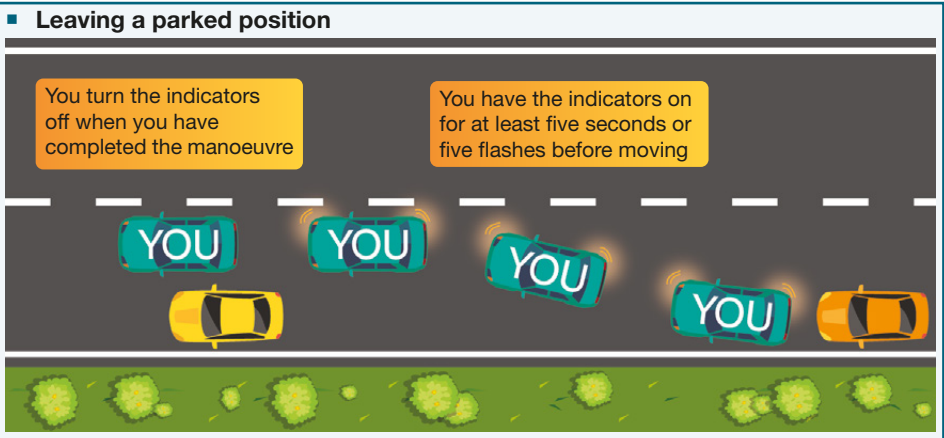 Leaving a parked position
You turn the indicators
off when you have
completed the manoeuvre
You have the indicators on
for at least five seconds or
five flashes before moving
YOU
YOU
YOU
YOU